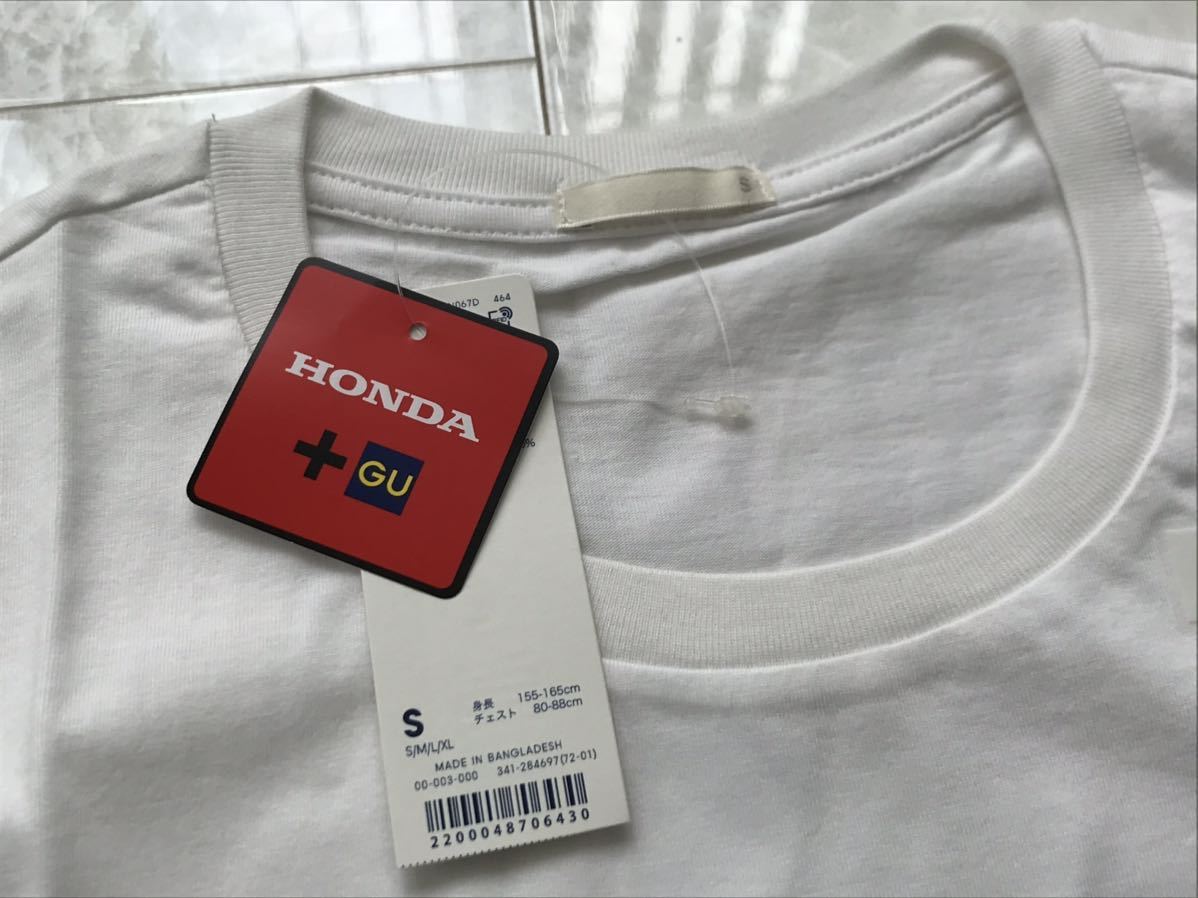 S
464
HONDA
+ GU
%
S 身長 155-165cm
チェスト 80-88cm
S/M/L/XL
MADE IN BANGLADESH
00-003-000 341-284697(72-01)
2200048706430